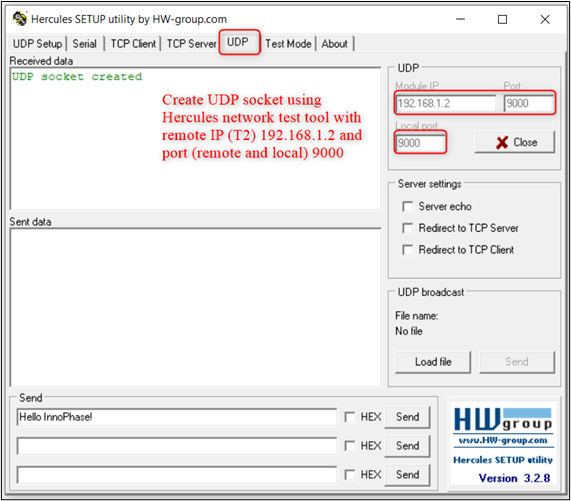 Hercules SETUP utility by HW-group.com
UDP Setup Serial TCP Client TCP Server UDP Test Mode About
Received data
UDP socket created
Create UDP socket using
Hercules network test tool with
remote IP (T2) 192.168.1.2 and
port (remote and local) 9000
UDP
Module IP Port
192.168.1.2 9000
Local port
9000 Close
Server settings
Server echo
Redirect to TCP Server
Redirect to TCP Client
Sent data
UDP broadcast
File name:
No file
Load file Send
Send
Hello InnoPhase! HEX Send
HEX Send
HEX Send
HWgroup
www.HW-group.com
Hercules SETUP utility
Version 3.2.8